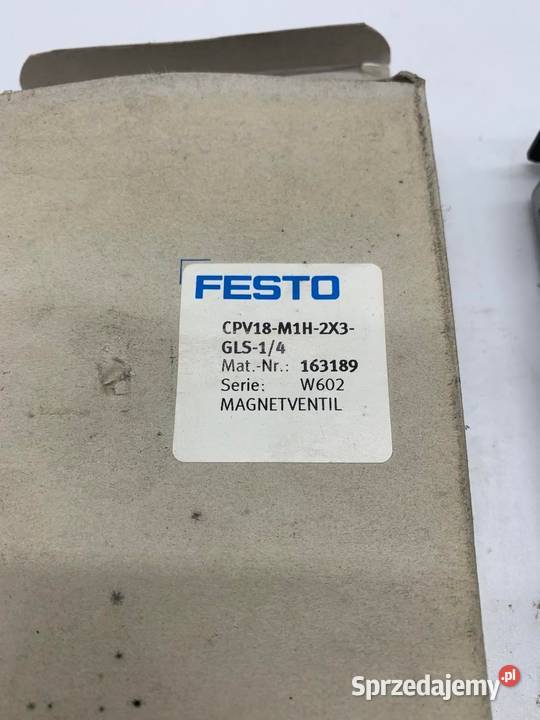 FESTO
CPV18-M1H-2X3-
GLS-1/4
Mat.-Nr.: 163189
Serie: W602
MAGNETVENTIL
Sprzedajemy.pl